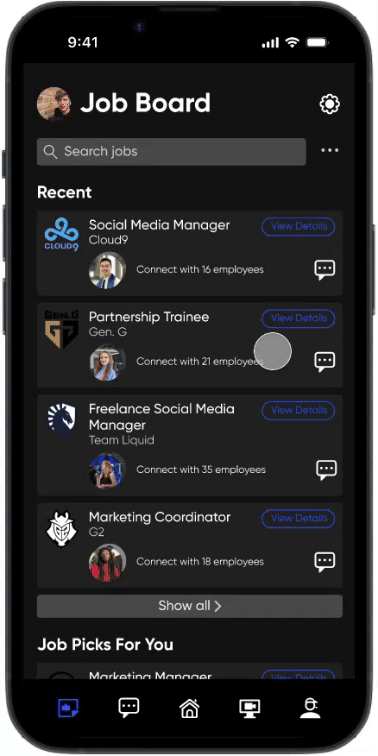 9:41
Job Board
Search jobs
Recent
Social Media Manager
View Details
Cloud9
CLOUD9
Connect with 16 employees
GEN.G
Partnership Trainee
View Details
Gen. G
Connect with 21 employees
Freelance Social Media
Manager
View Details
Team Liquid
Connect with 35 employees
Marketing Coordinator
View Details
G2
Connect with 18 employees
Show all >
Job Picks For You
Marketing Manager
View Details